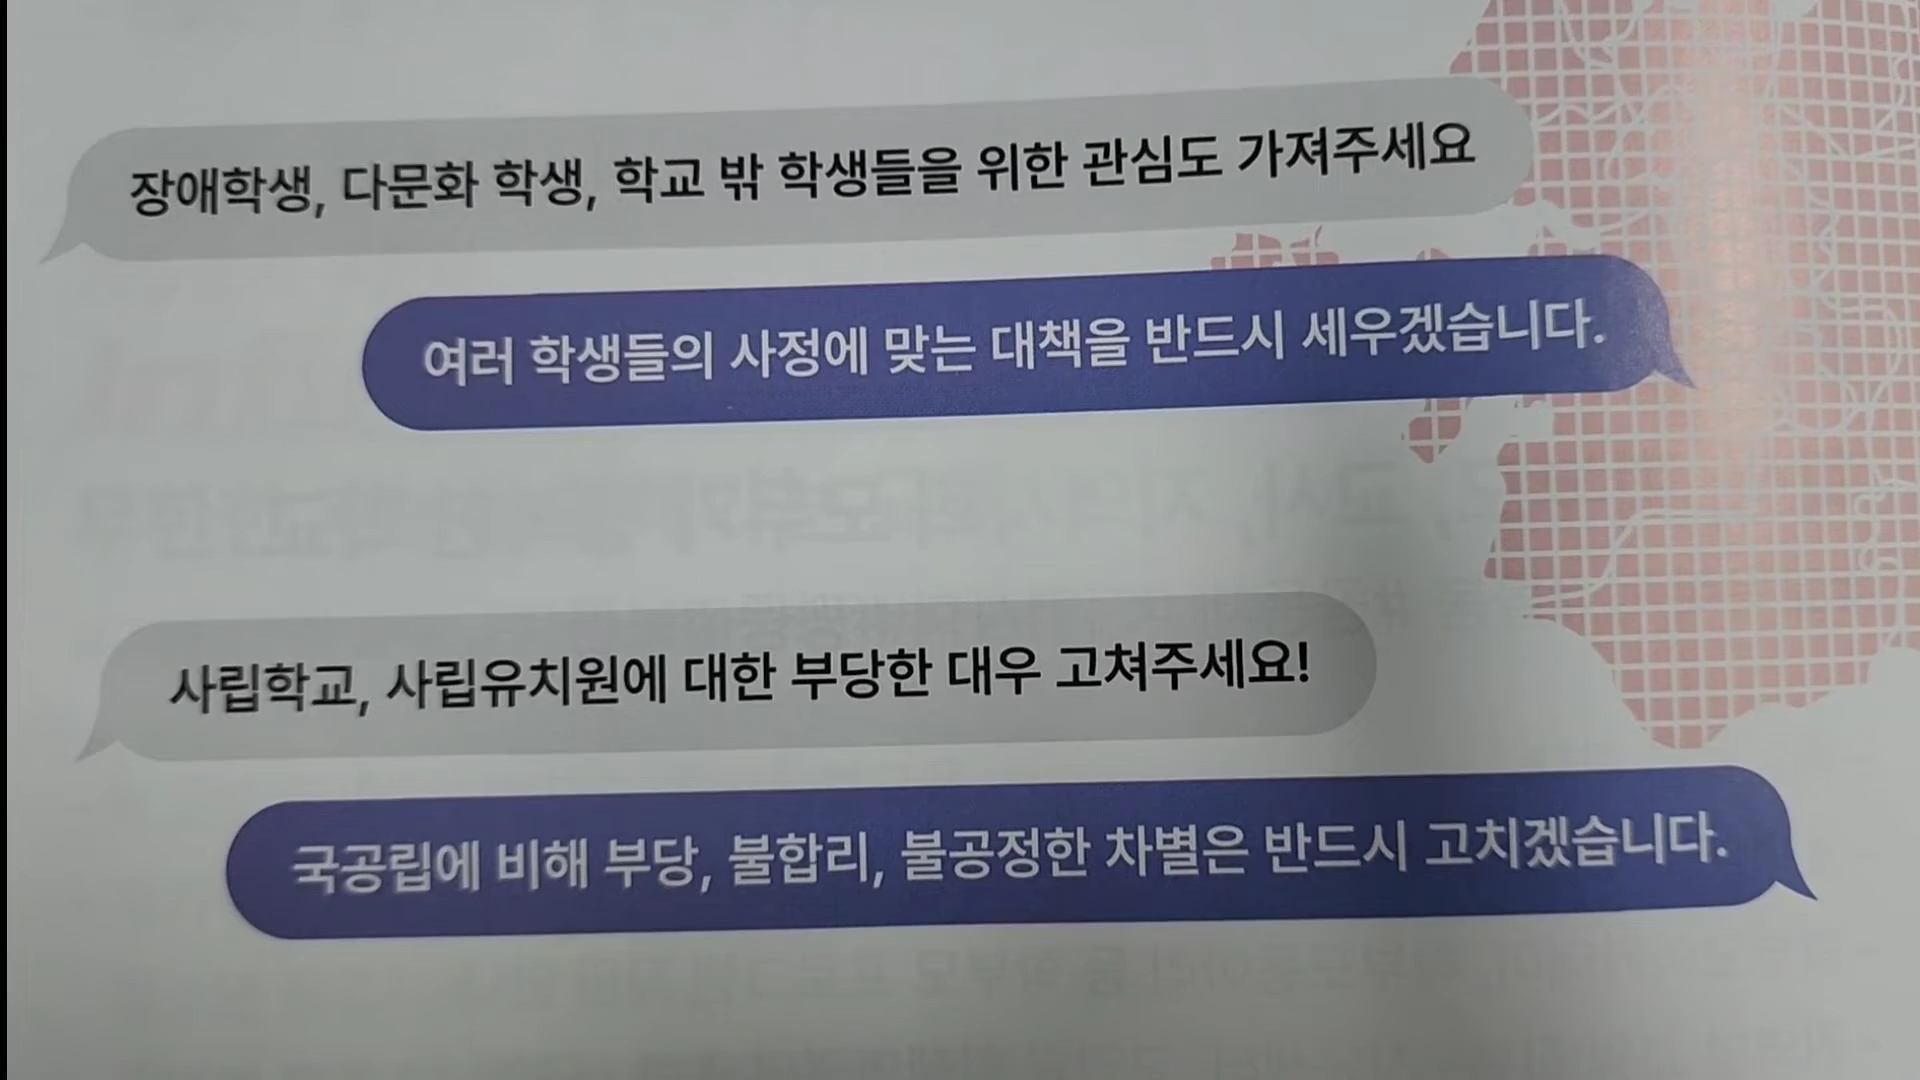 장애학생, 다문화 학생, 학교 밖 학생들을 위한 관심도 가져주세요
여러 학생들의 사정에 맞는 대책을 반드시 세우겠습니다.
사립학교, 사립유치원에 대한 부당한 대우 고쳐주세요!
국공립에 비해 부당, 불합리, 불공정한 차별은 반드시 고치겠습니다.